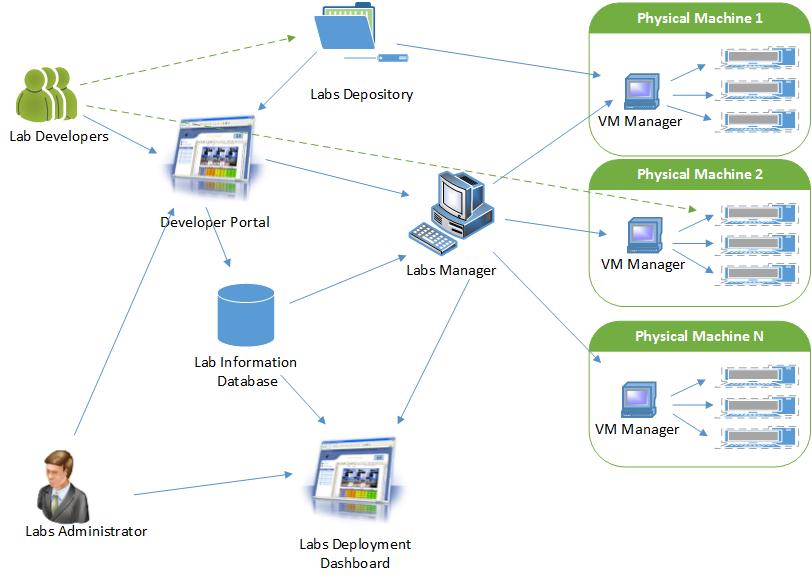 Physical Machine 1
Labs Depository
VM Manager
Lab Developers
Physical Machine 2
Developer Portal
VM Manager
Labs Manager
Physical Machine N
Lab Information
Database
VM Manager
Labs Administrator
Labs Deployment
Dashboard